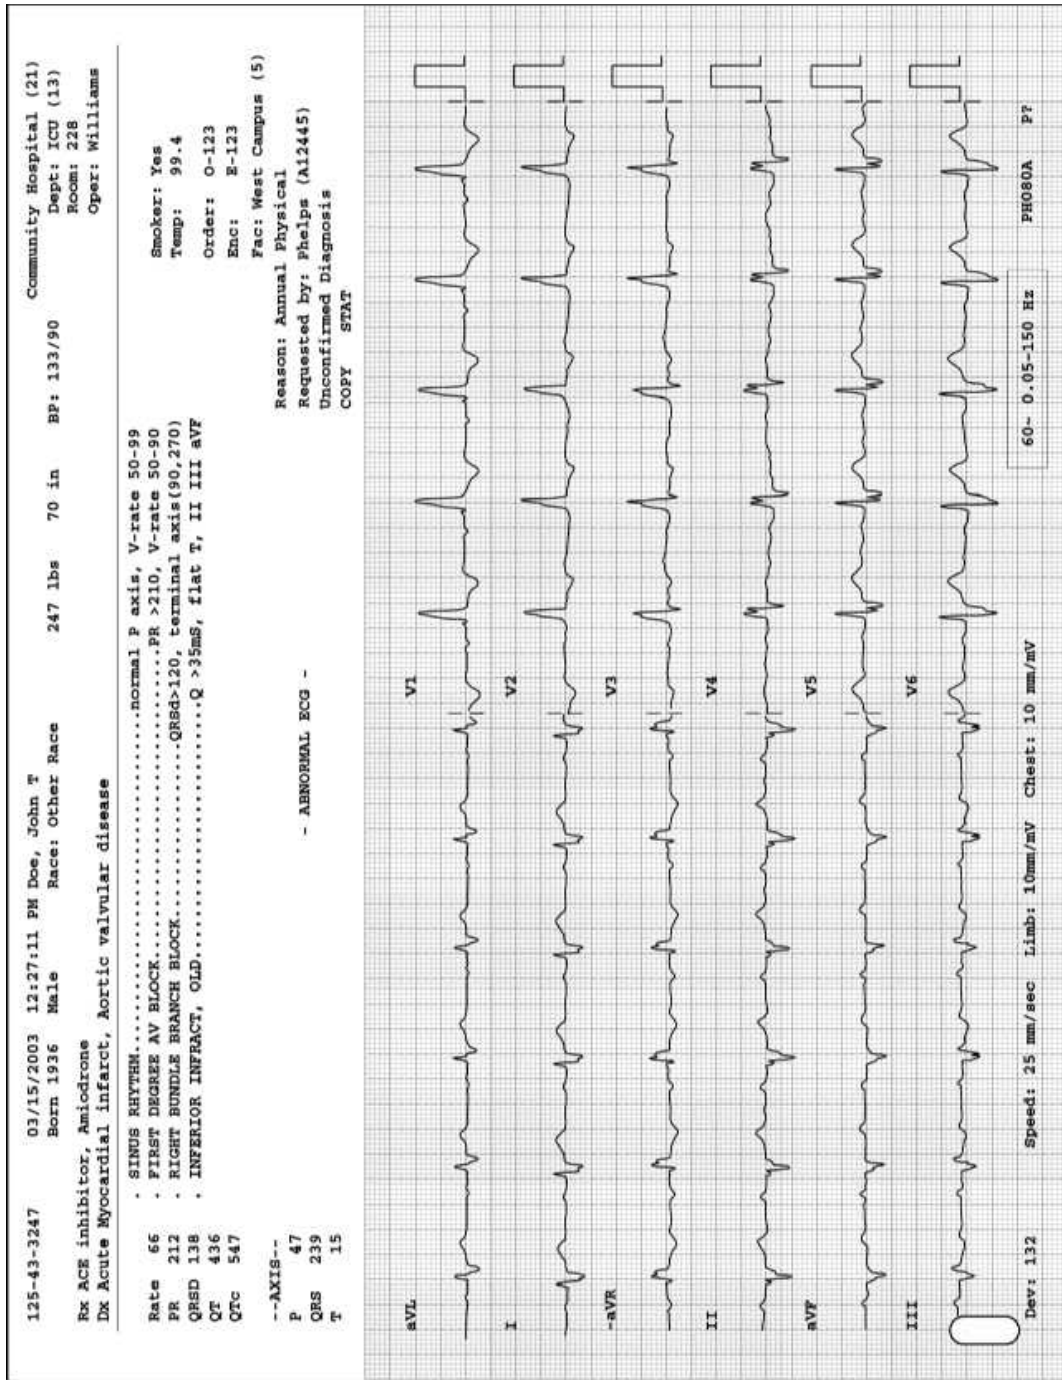 125-43-3247 03/15/2003 12:27:11 PM Doe, John T Community Hospital (21)
Born 1936 Male Race: Other Race 247 lbs 70 in BP: 133/90 Dept: ICU (13)
Room: 228
Rx ACE inhibitor, Amiodrone Oper: Williams
Dx Acute Myocardial infarct, Aortic valvular disease
Rate 66 . SINUS RHYTHM...............................normal P axis, V-rate 50-99 Smoker: Yes
PR 212 . FIRST DEGREE AV BLOCK.......................PR >210, V-rate 50-90 Temp: 99.4
QRSD 138 . RIGHT BUNDLE BRANCH BLOCK..................QRSd>120, terminal axis(90,270)
QT 436 . INFERIOR INFRACT, OLD.......................Q >35mS, flat T, II III aVF Order: O-123
QTc 547 Enc: E-123
Fac: West Campus (5)
--AXIS-- Reason: Annual Physical
P 47 - ABNORMAL ECG - Requested by: Phelps (A12445)
QRS 239 Unconfirmed Diagnosis
T 15 COPY STAT
aVL V1
I V2
-aVR V3
II V4
aVF V5
III V6
Dev: 132 Speed: 25 mm/sec Limb: 10mm/mV Chest: 10 mm/mV 60~ 0.05-150 Hz PH080A P?